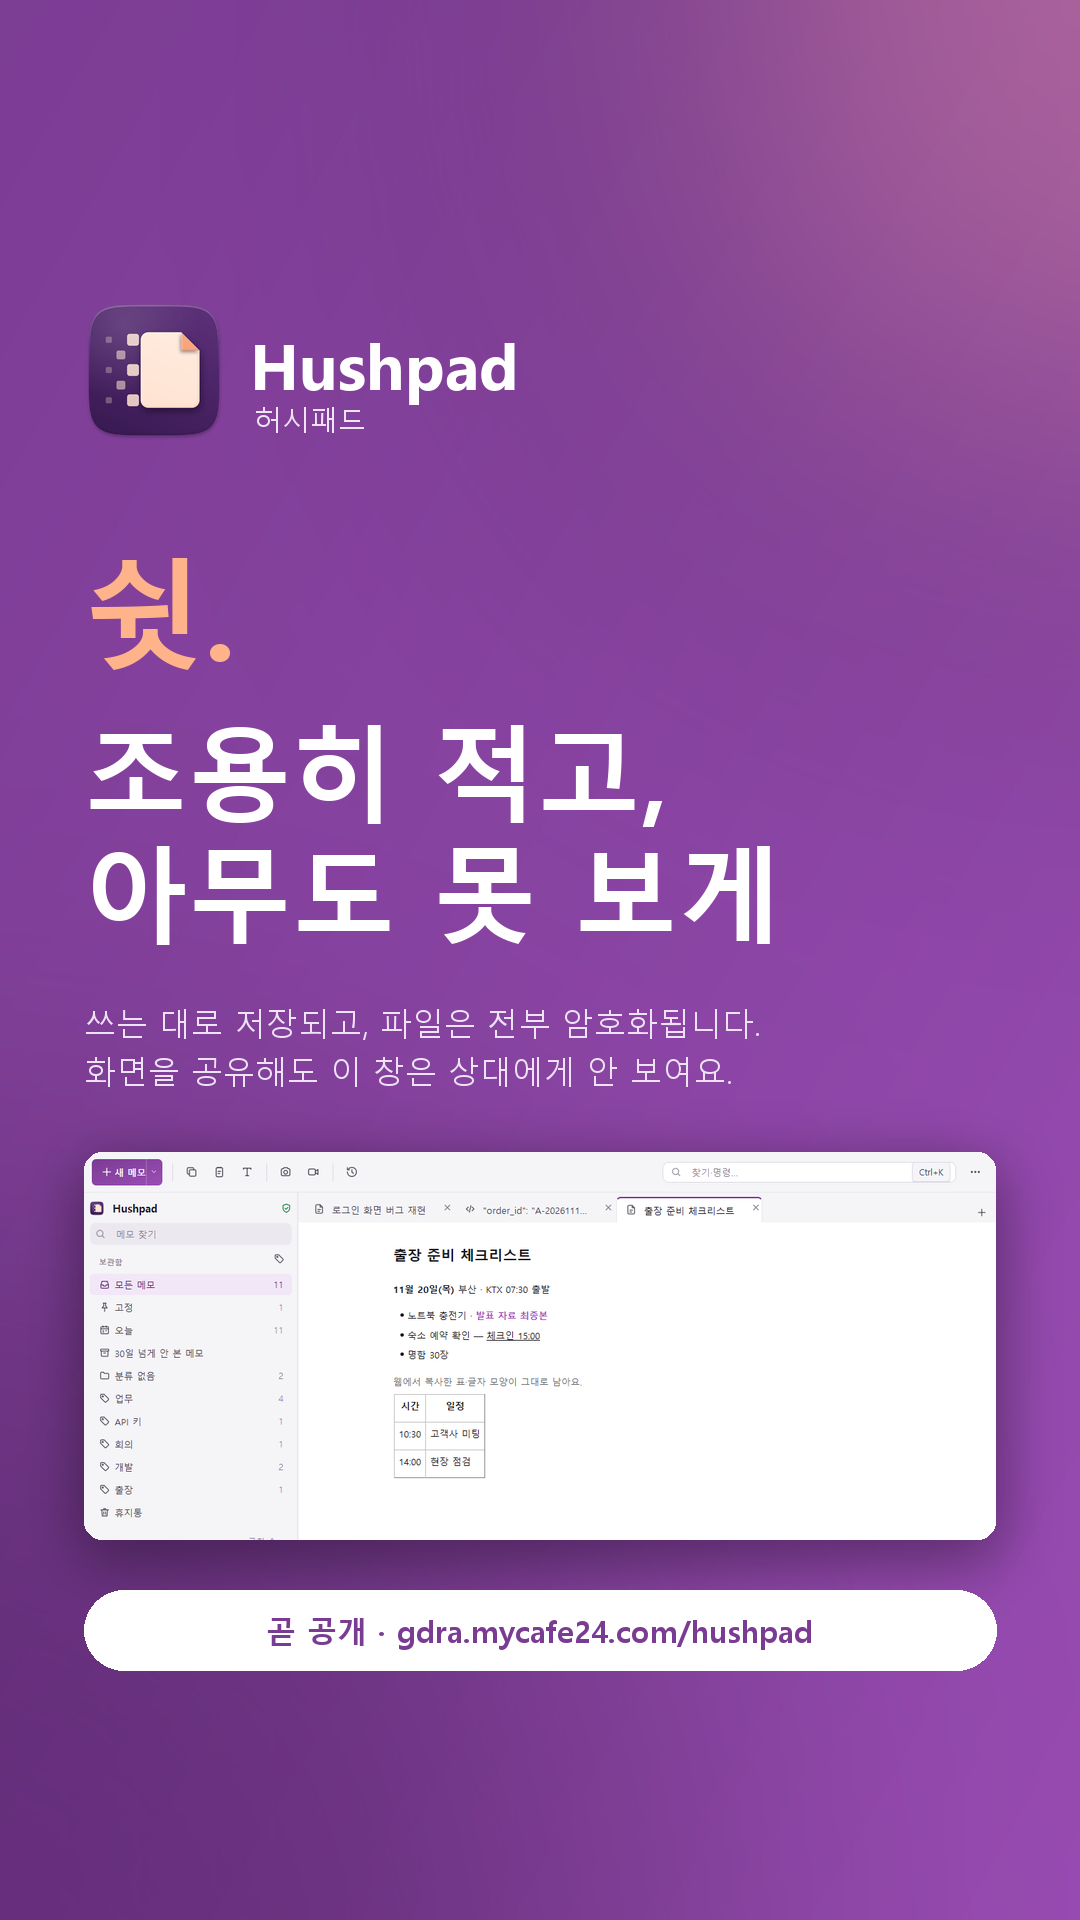 Hushpad
허시패드
쉿.
조용히 적고,
아무도 못 보게
쓰는 대로 저장되고, 파일은 전부 암호화됩니다.
화면을 공유해도 이 창은 상대에게 안 보여요.
새 메모
찾기·명령...
Ctrl+K
Hushpad
메모 찾기
보관함
모든 메모 11
고정 1
오늘 11
30일 넘게 안 본 메모
분류 없음 2
업무 4
API 키 1
회의 1
개발 2
출장 1
휴지통
로그인 화면 버그 재현
"order_id": "A-2026111...
출장 준비 체크리스트
출장 준비 체크리스트
11월 20일(목) 부산 · KTX 07:30 출발
• 노트북 충전기 · 발표 자료 최종본
• 숙소 예약 확인 — 체크인 15:00
• 명함 30장
웹에서 복사한 표·글자 모양이 그대로 남아요.
시간 일정
10:30 고객사 미팅
14:00 현장 점검
곧 공개 · gdra.mycafe24.com/hushpad